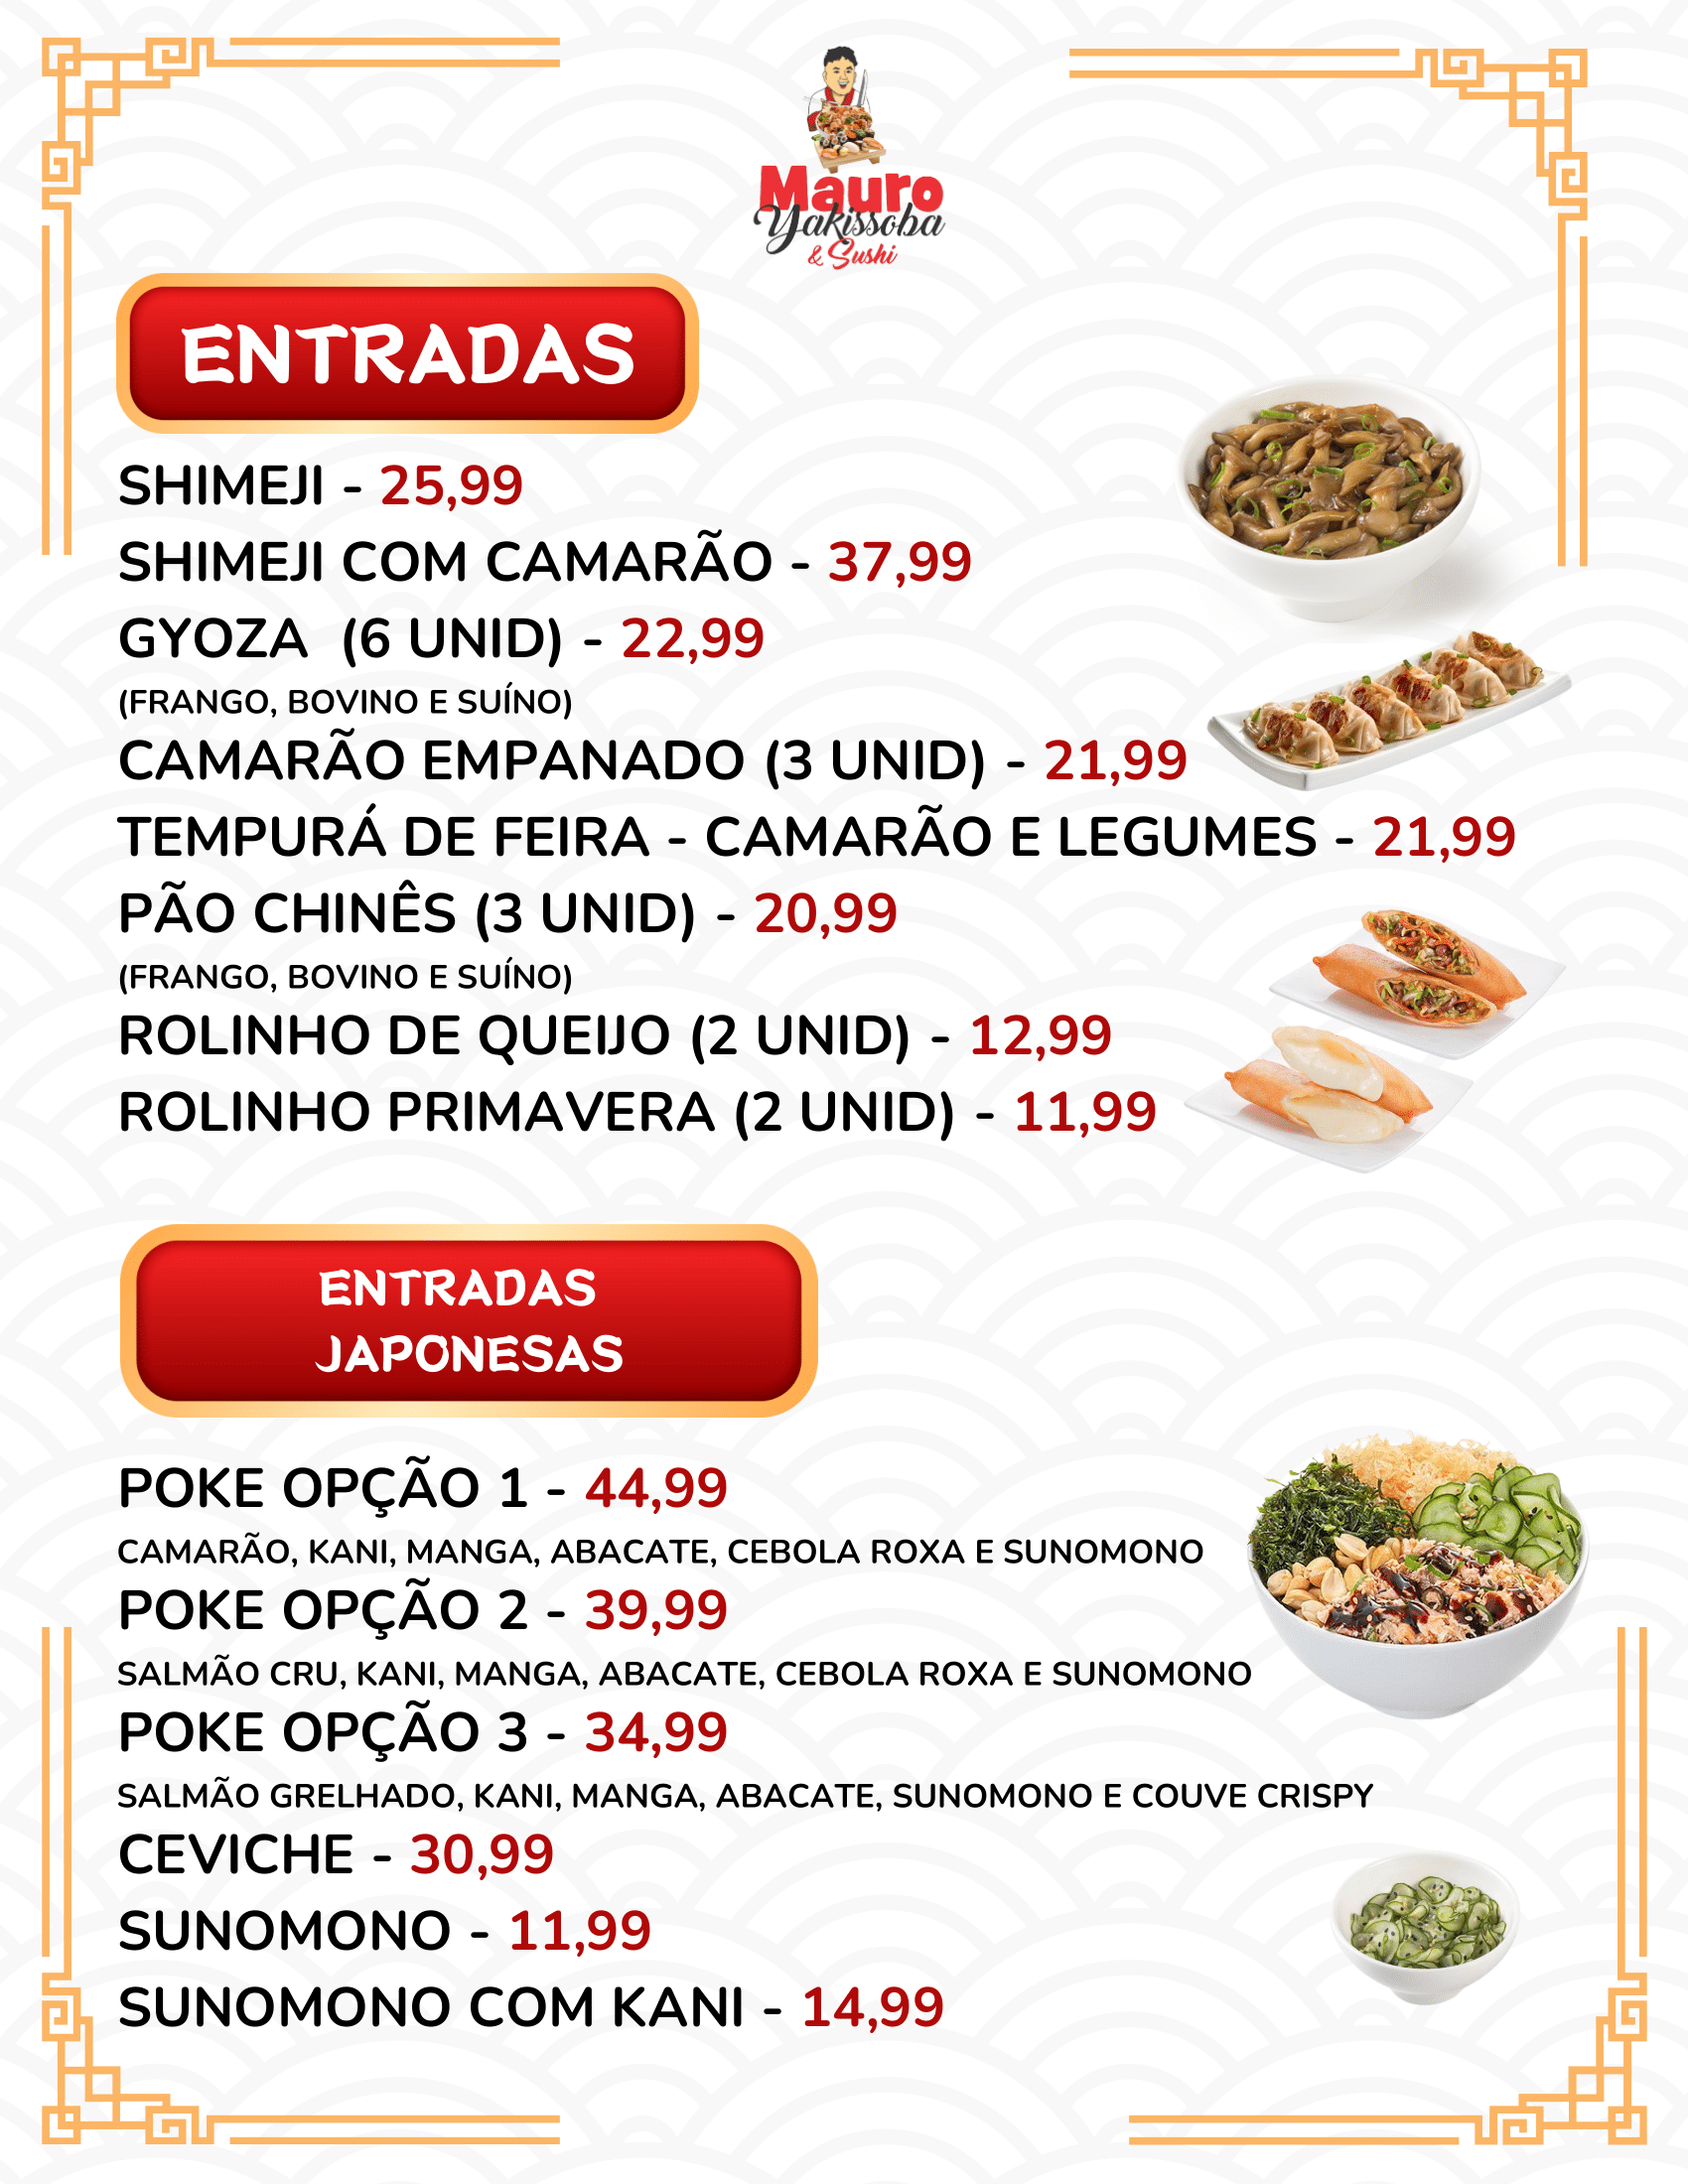 Mauro
Yakissoba
& Sushi
ENTRADAS
SHIMEJI - 25,99
SHIMEJI COM CAMARÃO - 37,99
GYOZA (6 UNID) - 22,99
(FRANGO, BOVINO E SUÍNO)
CAMARÃO EMPANADO (3 UNID) - 21,99
TEMPURÁ DE FEIRA - CAMARÃO E LEGUMES - 21,99
PÃO CHINÊS (3 UNID) - 20,99
(FRANGO, BOVINO E SUÍNO)
ROLINHO DE QUEIJO (2 UNID) - 12,99
ROLINHO PRIMAVERA (2 UNID) - 11,99
ENTRADAS
JAPONESAS
POKE OPÇÃO 1 - 44,99
CAMARÃO, KANI, MANGA, ABACATE, CEBOLA ROXA E SUNOMONO
POKE OPÇÃO 2 - 39,99
SALMÃO CRU, KANI, MANGA, ABACATE, CEBOLA ROXA E SUNOMONO
POKE OPÇÃO 3 - 34,99
SALMÃO GRELHADO, KANI, MANGA, ABACATE, SUNOMONO E COUVE CRISPY
CEVICHE - 30,99
SUNOMONO - 11,99
SUNOMONO COM KANI - 14,99